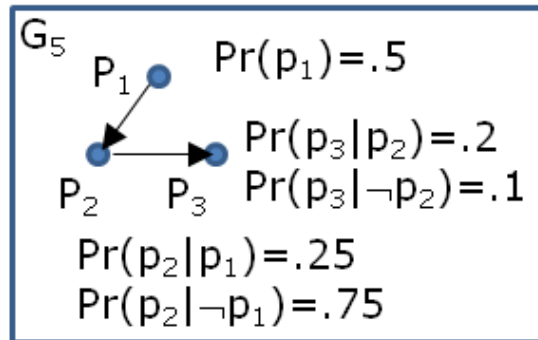 G₅
P₁ Pr(p₁)=.5
Pr(p₃|p₂)=.2
P₂ P₃ Pr(p₃|¬p₂)=.1
Pr(p₂|p₁)=.25
Pr(p₂|¬p₁)=.75